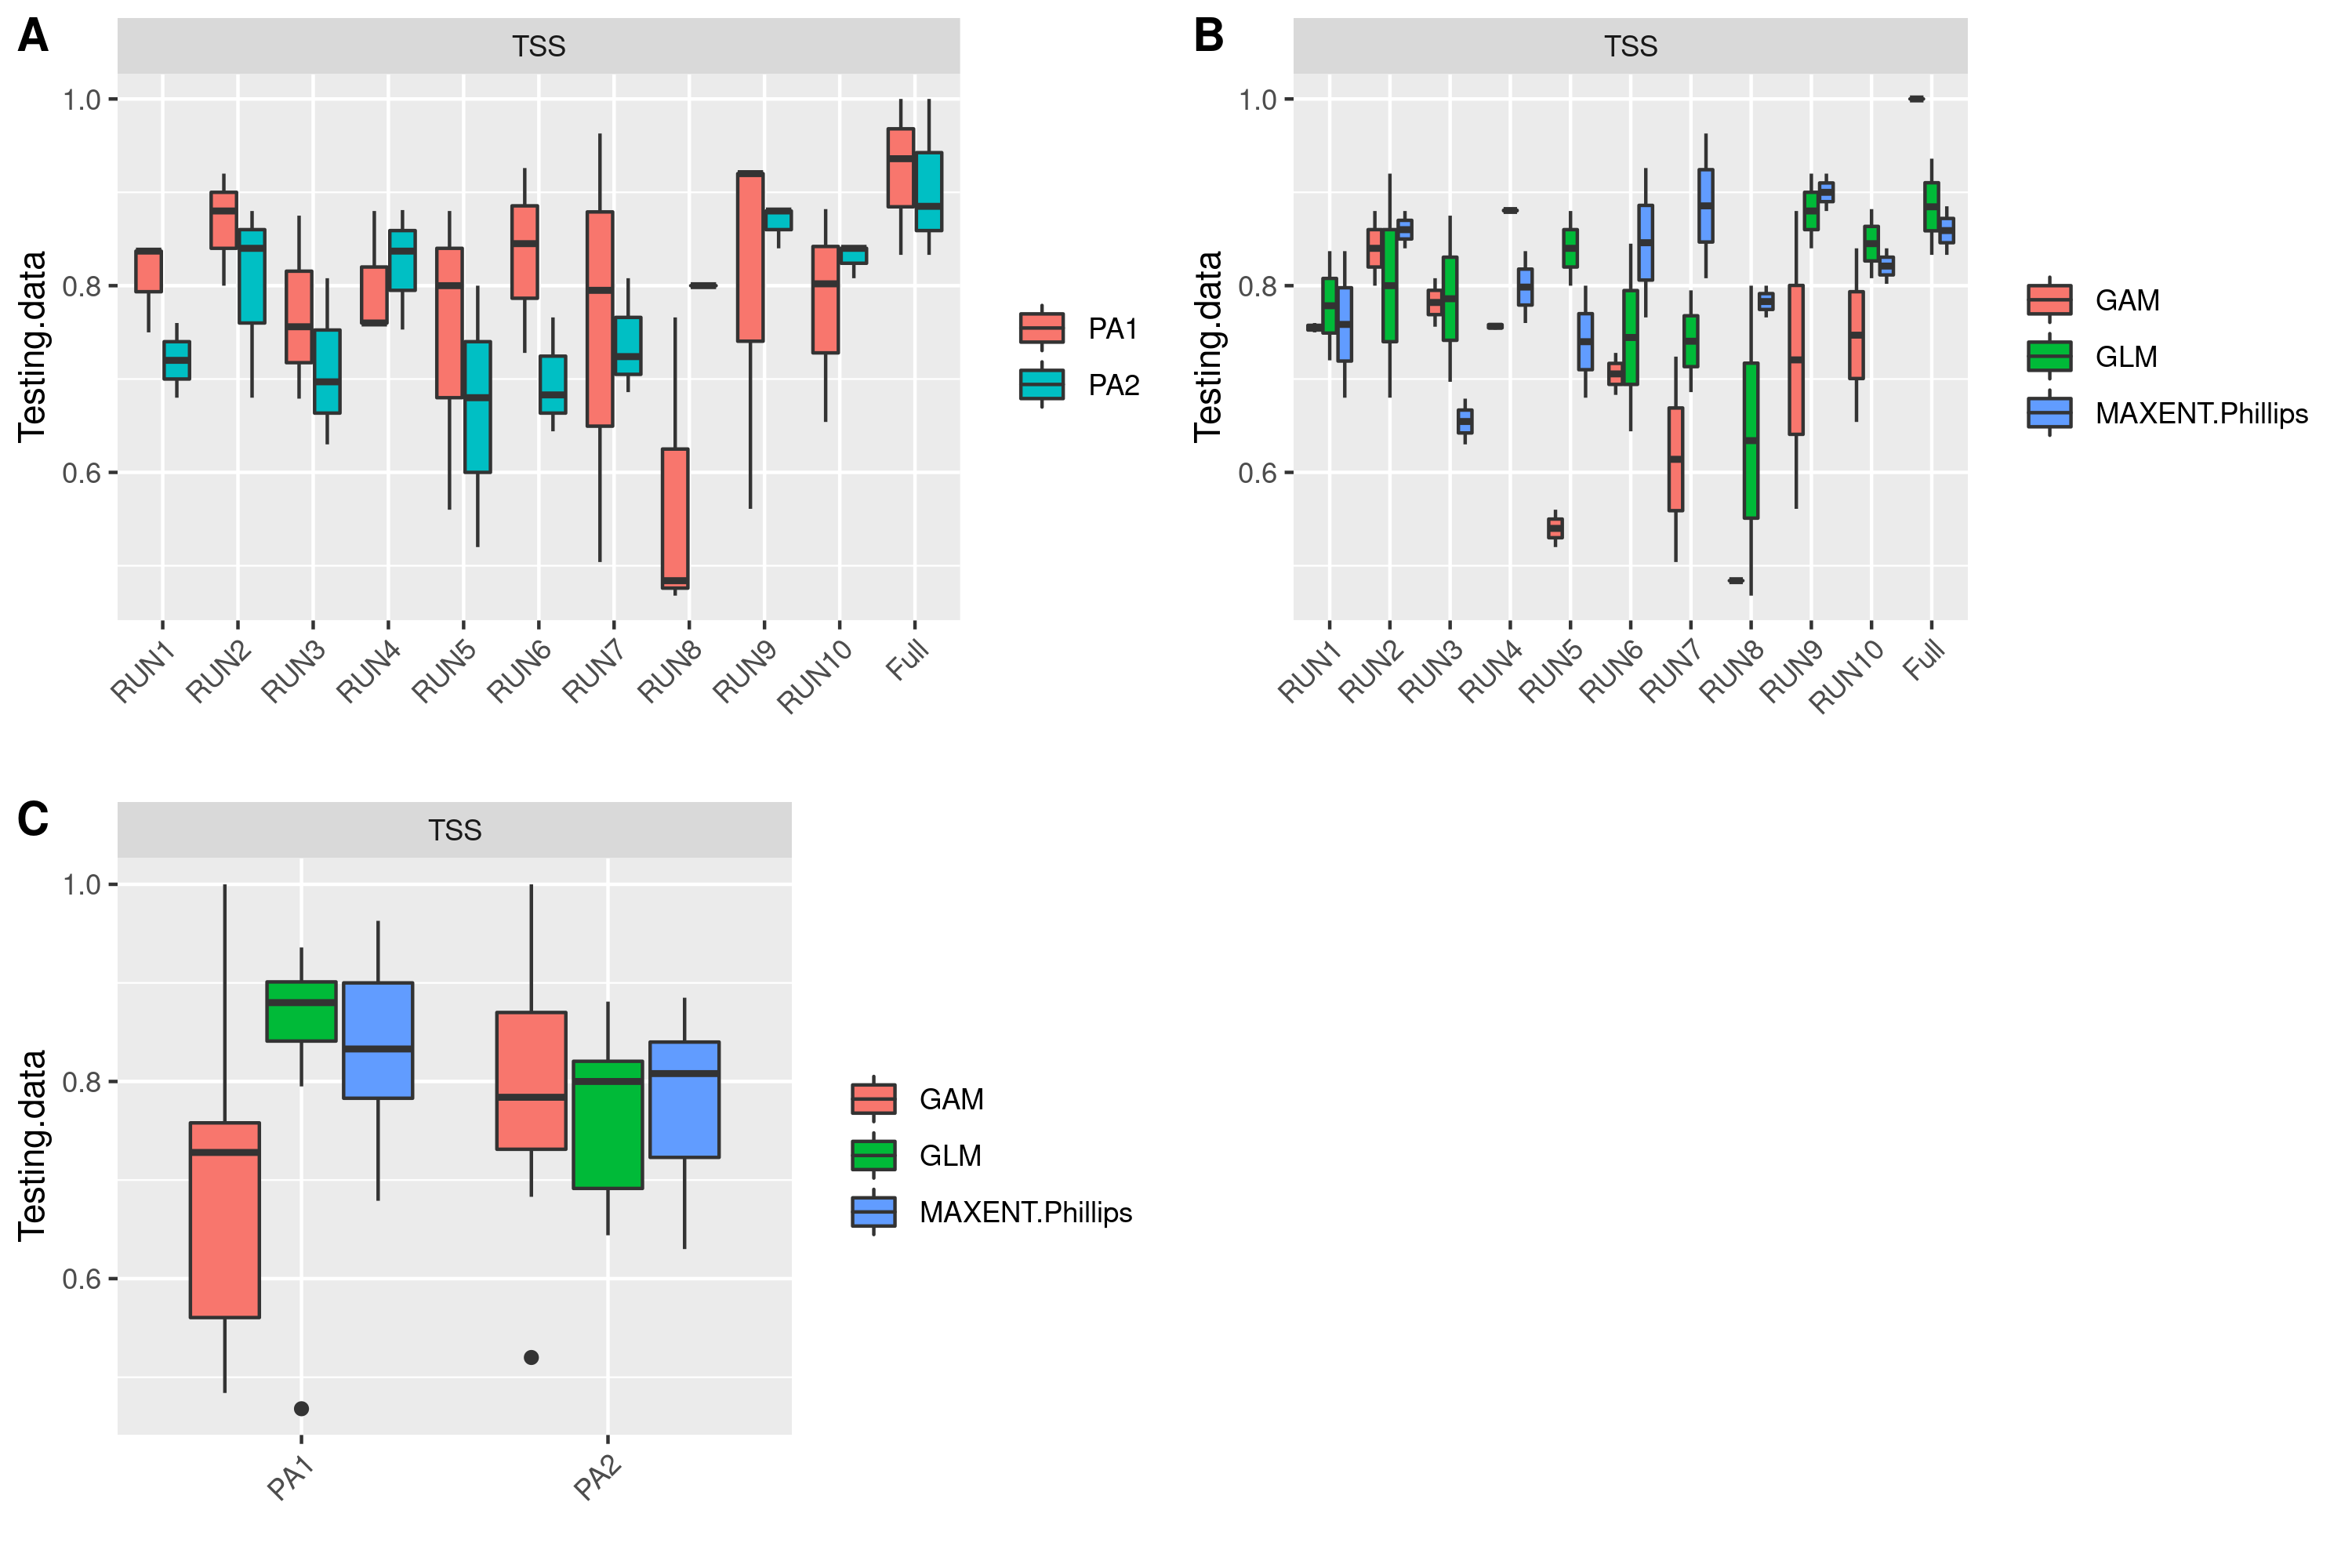 A
TSS
Testing.data
1.0
0.8
0.6
RUN1
RUN2
RUN3
RUN4
RUN5
RUN6
RUN7
RUN8
RUN9
RUN10
Full
PA1
PA2
B
TSS
Testing.data
1.0
0.8
0.6
RUN1
RUN2
RUN3
RUN4
RUN5
RUN6
RUN7
RUN8
RUN9
RUN10
Full
GAM
GLM
MAXENT.Phillips
C
TSS
Testing.data
1.0
0.8
0.6
PA1
PA2
GAM
GLM
MAXENT.Phillips